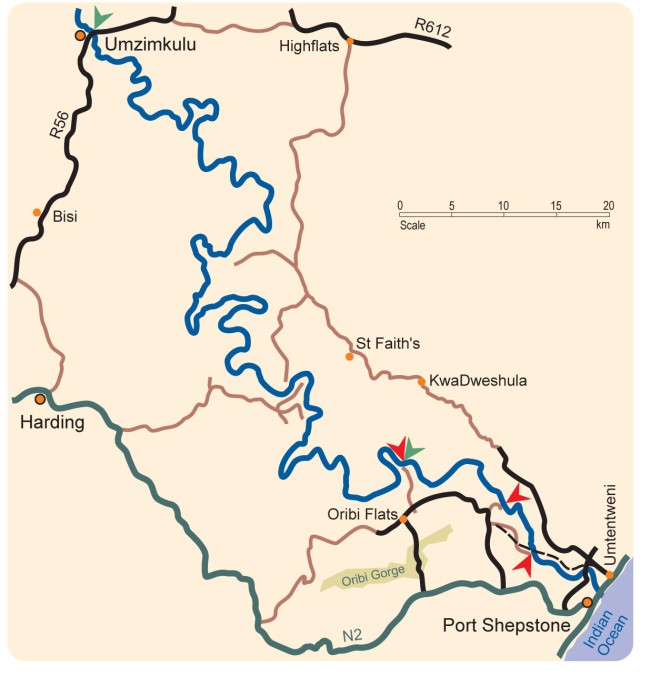 R612
Umzimkulu
Highflats
R56
Bisi
0 5 10 15 20
Scale km
St Faith's
KwaDweshula
Harding
Oribi Flats
Umtentweni
Oribi Gorge
Port Shepstone
N2
Indian
Ocean